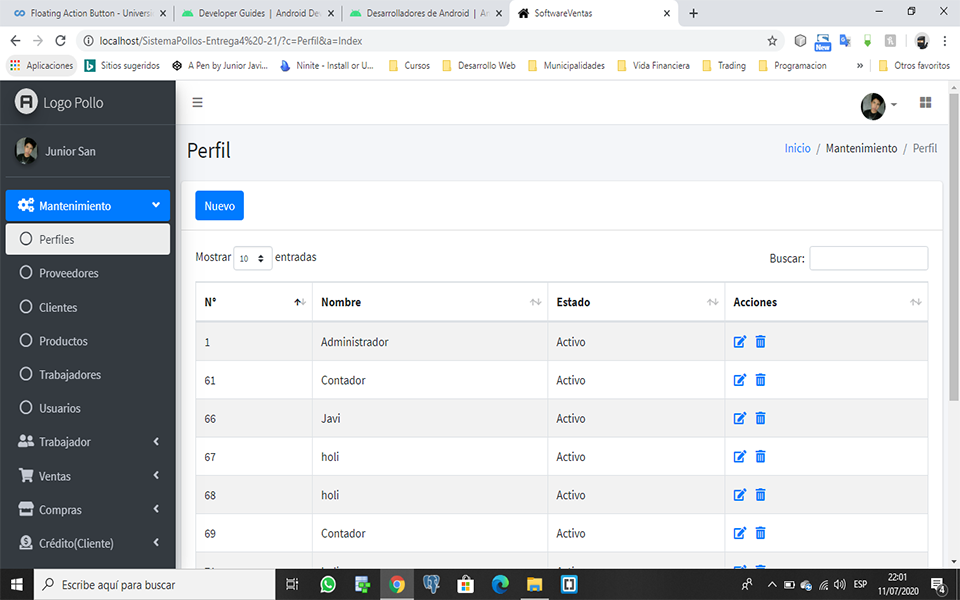 Floating Action Button - Universi
Developer Guides | Android De
Desarrolladores de Android | An
SoftwareVentas
localhost/SistemaPollos-Entrega4%20-21/?c=Perfil&a=Index
New
Aplicaciones
Sitios sugeridos
A Pen by Junior Javi...
Ninite - Install or U...
Cursos
Desarrollo Web
Municipalidades
Vida Financiera
Trading
Programacion
»
Otros favoritos
Logo Pollo
Junior San
Perfil
Inicio / Mantenimiento / Perfil
Mantenimiento
Perfiles
Proveedores
Clientes
Productos
Trabajadores
Usuarios
Trabajador
Ventas
Compras
Crédito(Cliente)
Nuevo
Mostrar 10 entradas
Buscar:
N° Nombre Estado Acciones
1 Administrador Activo
61 Contador Activo
66 Javi Activo
67 holi Activo
68 holi Activo
69 Contador Activo
Escribe aquí para buscar
ESP
22:01
11/07/2020
4